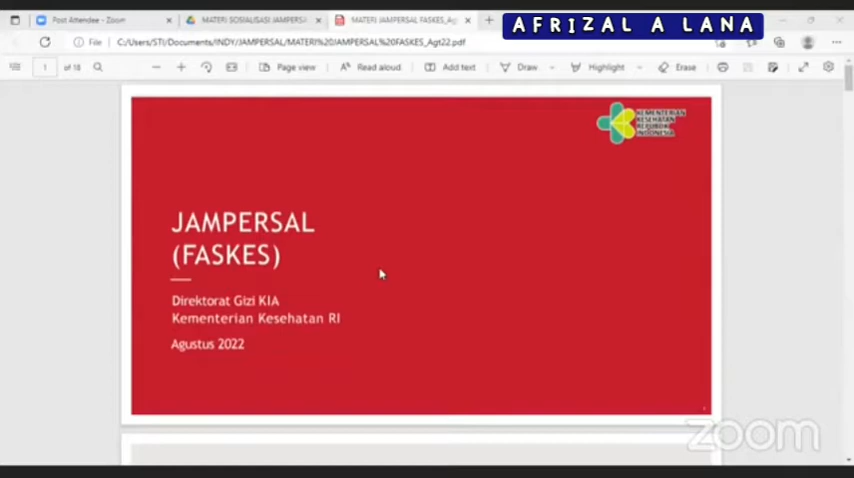 AFRIZAL A LANA
Post Attendee - Zoom
MATERI SOSIALISASI JAMPERSA
MATERI JAMPERSAL FASKES_Agt
File
C:/Users/STI/Documents/INDY/JAMPERSAL/MATERI%20JAMPERSAL%20FASKES_Agt22.pdf
1 of 18
Page view
Read aloud
Add text
Draw
Highlight
Erase
KEMENTERIAN
KESEHATAN
REPUBLIK
INDONESIA
JAMPERSAL
(FASKES)
Direktorat Gizi KIA
Kementerian Kesehatan RI
Agustus 2022
zoom